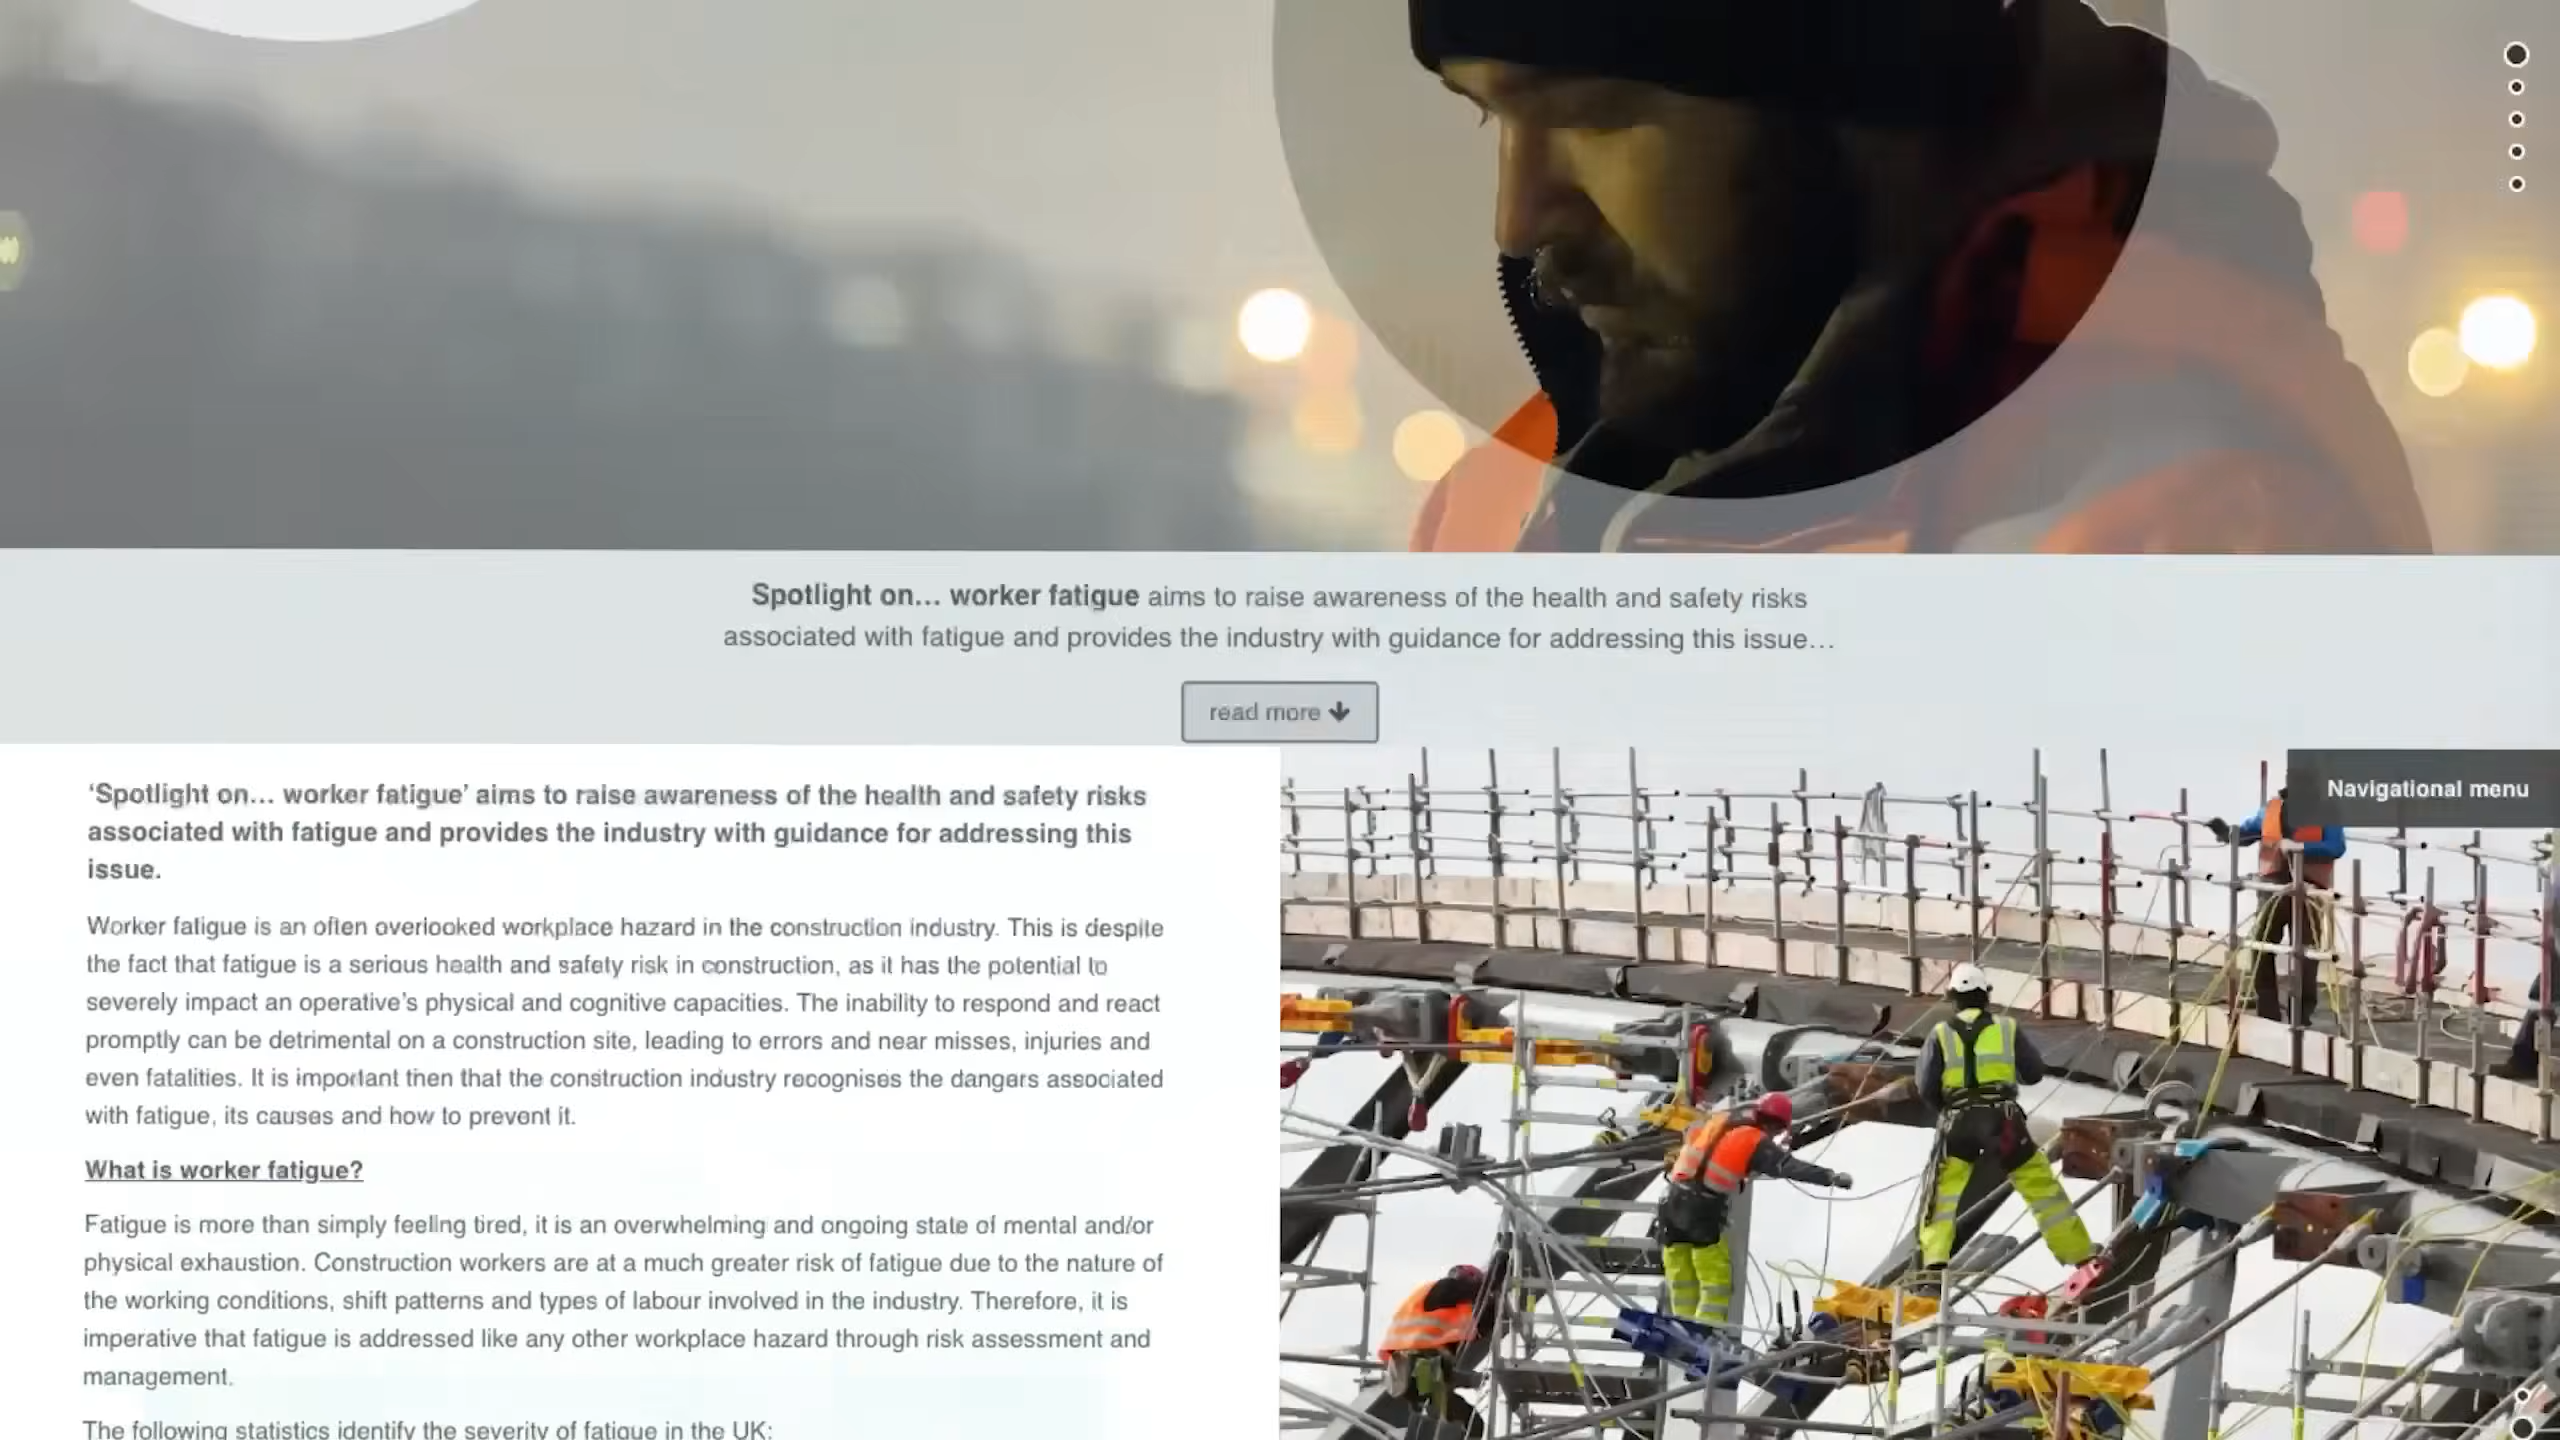 Spotlight on... worker fatigue aims to raise awareness of the health and safety risks
associated with fatigue and provides the industry with guidance for addressing this issue...
read more
Navigational menu
‘Spotlight on... worker fatigue’ aims to raise awareness of the health and safety risks
associated with fatigue and provides the industry with guidance for addressing this
issue.
Worker fatigue is an often overlooked workplace hazard in the construction industry. This is despite
the fact that fatigue is a serious health and safety risk in construction, as it has the potential to
severely impact an operative’s physical and cognitive capacities. The inability to respond and react
promptly can be detrimental on a construction site, leading to errors and near misses, injuries and
even fatalities. It is important then that the construction industry recognises the dangers associated
with fatigue, its causes and how to prevent it.
What is worker fatigue?
Fatigue is more than simply feeling tired, it is an overwhelming and ongoing state of mental and/or
physical exhaustion. Construction workers are at a much greater risk of fatigue due to the nature of
the working conditions, shift patterns and types of labour involved in the industry. Therefore, it is
imperative that fatigue is addressed like any other workplace hazard through risk assessment and
management.
The following statistics identify the severity of fatigue in the UK: